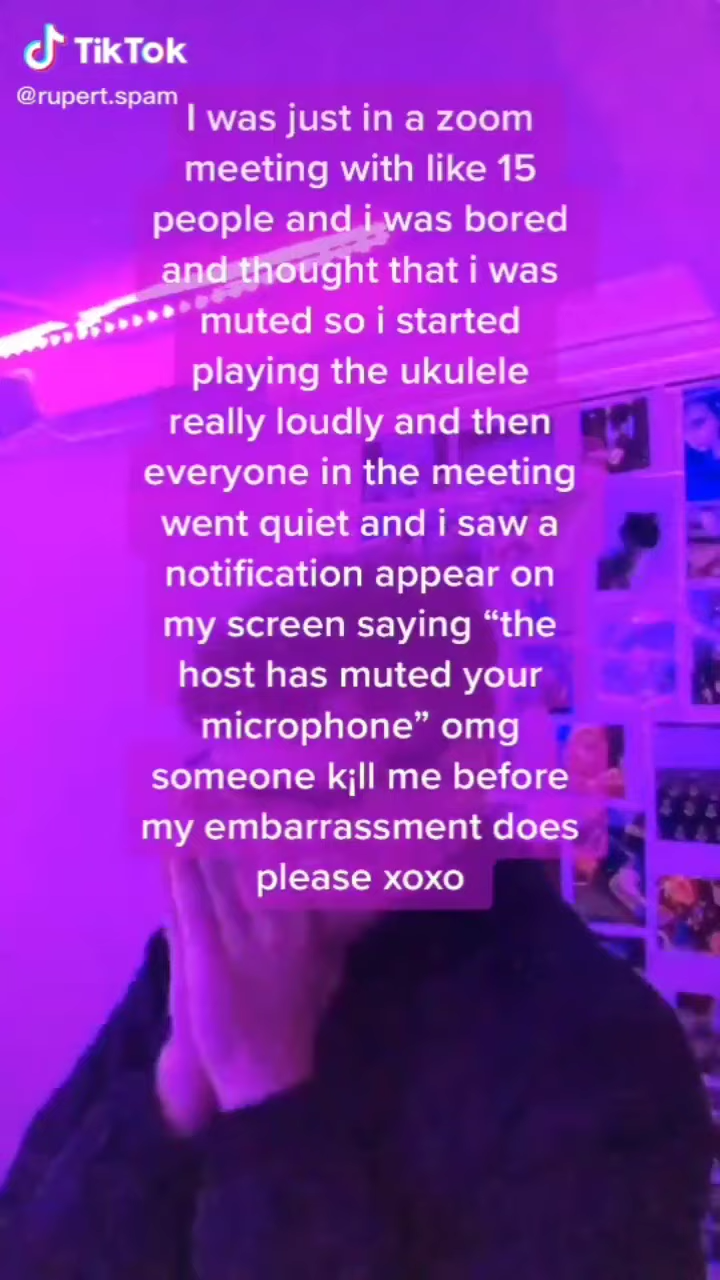 TikTok
@rupert.spam
I was just in a zoom
meeting with like 15
people and i was bored
and thought that i was
muted so i started
playing the ukulele
really loudly and then
everyone in the meeting
went quiet and i saw a
notification appear on
my screen saying “the
host has muted your
microphone” omg
someone k¡ll me before
my embarrassment does
please xoxo